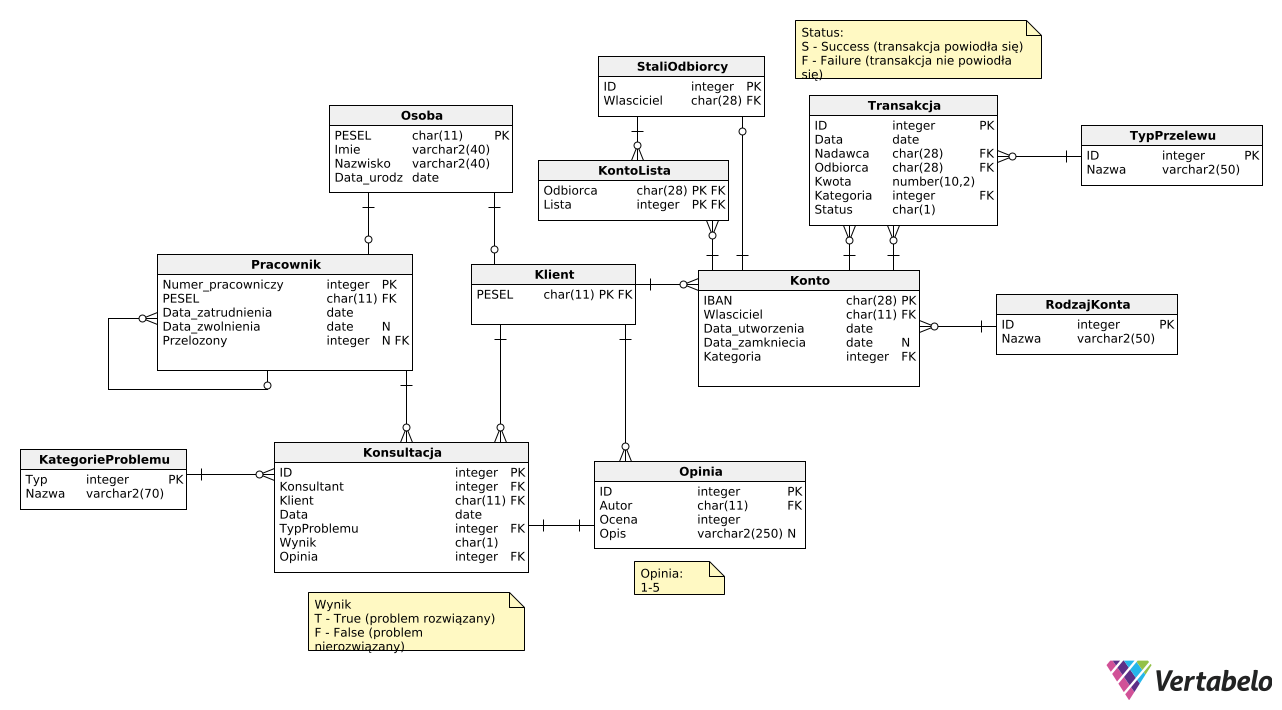 Status:
S - Success (transakcja powiodła się)
F - Failure (transakcja nie powiodła
się)
StaliOdbiorcy
ID integer PK
Wlasciciel char(28) FK
Transakcja
ID integer PK
Data date
Nadawca char(28) FK
Odbiorca char(28) FK
Kwota number(10,2)
Kategoria integer FK
Status char(1)
Osoba
PESEL char(11) PK
Imie varchar2(40)
Nazwisko varchar2(40)
Data_urodz date
TypPrzelewu
ID integer PK
Nazwa varchar2(50)
KontoLista
Odbiorca char(28) PK FK
Lista integer PK FK
Pracownik
Numer_pracowniczy integer PK
PESEL char(11) FK
Data_zatrudnienia date
Data_zwolnienia date N
Przelozony integer N FK
Klient
PESEL char(11) PK FK
Konto
IBAN char(28) PK
Wlasciciel char(11) FK
Data_utworzenia date
Data_zamkniecia date N
Kategoria integer FK
RodzajKonta
ID integer PK
Nazwa varchar2(50)
KategorieProblemu
Typ integer PK
Nazwa varchar2(70)
Konsultacja
ID integer PK
Konsultant integer FK
Klient char(11) FK
Data date
TypProblemu integer FK
Wynik char(1)
Opinia integer FK
Opinia
ID integer PK
Autor char(11) FK
Ocena integer
Opis varchar2(250) N
Opinia:
1-5
Wynik
T - True (problem rozwiązany)
F - False (problem
nierozwiązany)
Vertabelo